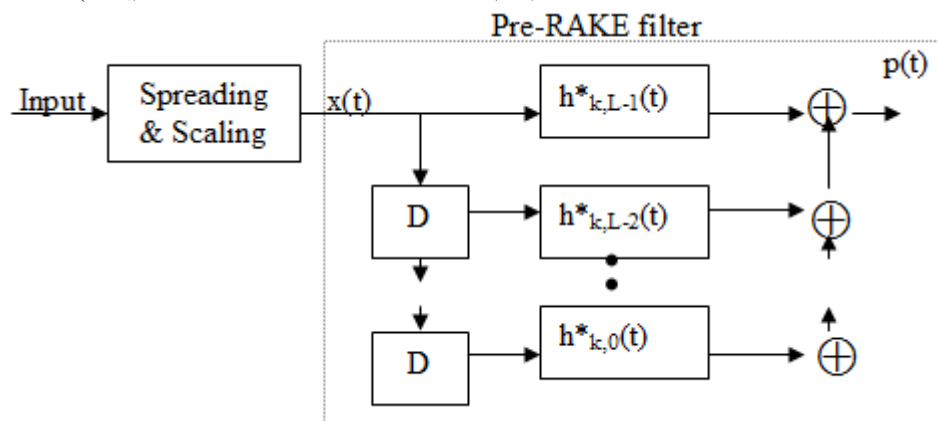 Pre-RAKE filter
p(t)
Input
Spreading
& Scaling
x(t)
h*k,L-1(t)
D
h*k,L-2(t)
D
h*k,0(t)